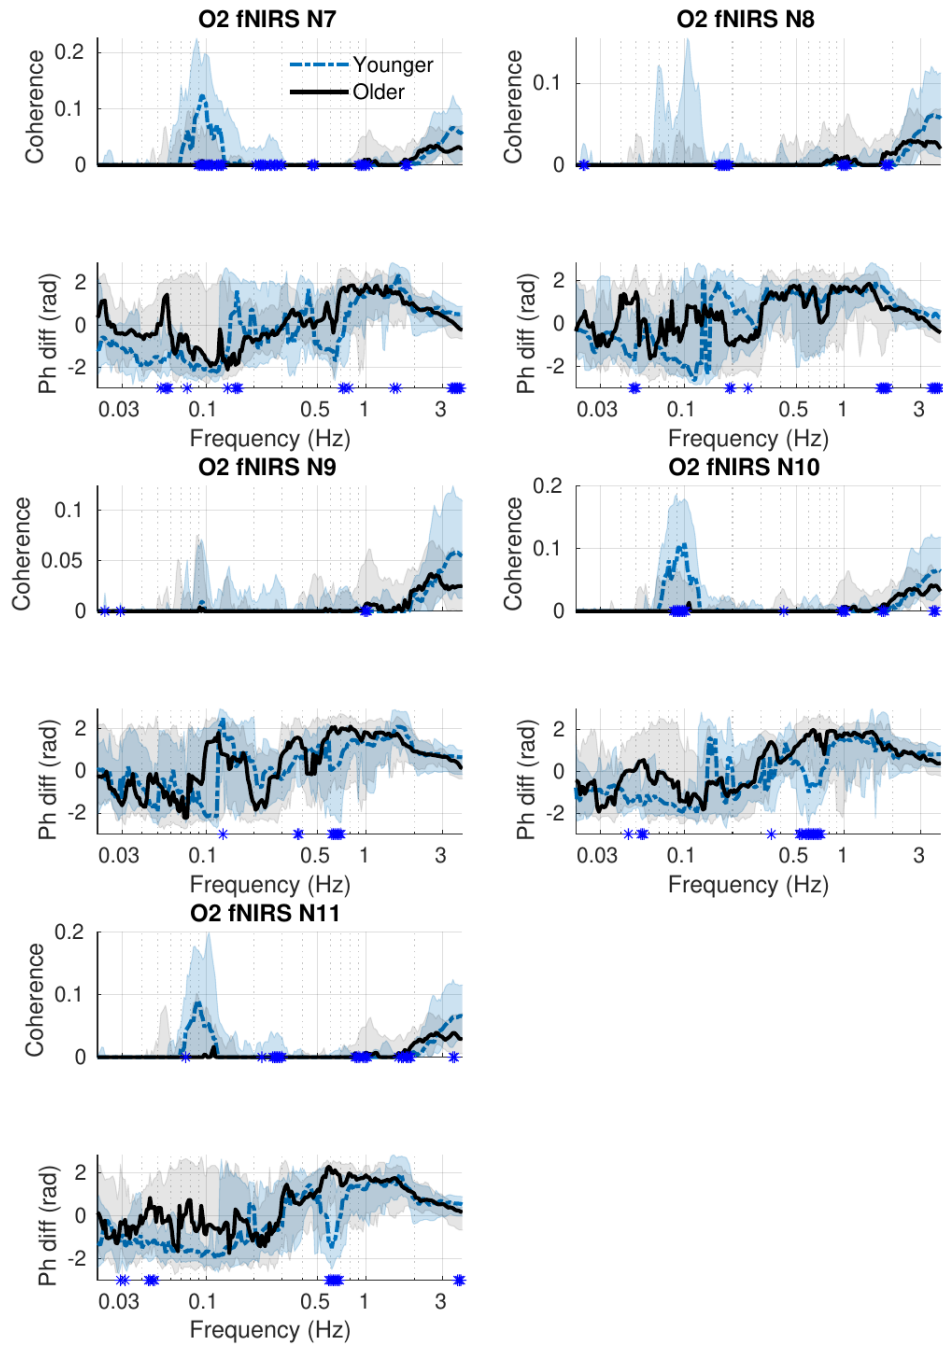 O2 fNIRS N7
Coherence
0.2
0.1
0
Younger
Older
Ph diff (rad)
2
0
-2
0.03 0.1 0.5 1 3
Frequency (Hz)
O2 fNIRS N8
Coherence
0.1
0
Ph diff (rad)
2
0
-2
0.03 0.1 0.5 1 3
Frequency (Hz)
O2 fNIRS N9
Coherence
0.1
0.05
0
Ph diff (rad)
2
0
-2
0.03 0.1 0.5 1 3
Frequency (Hz)
O2 fNIRS N10
Coherence
0.2
0.1
0
Ph diff (rad)
2
0
-2
0.03 0.1 0.5 1 3
Frequency (Hz)
O2 fNIRS N11
Coherence
0.2
0.1
0
Ph diff (rad)
2
0
-2
0.03 0.1 0.5 1 3
Frequency (Hz)